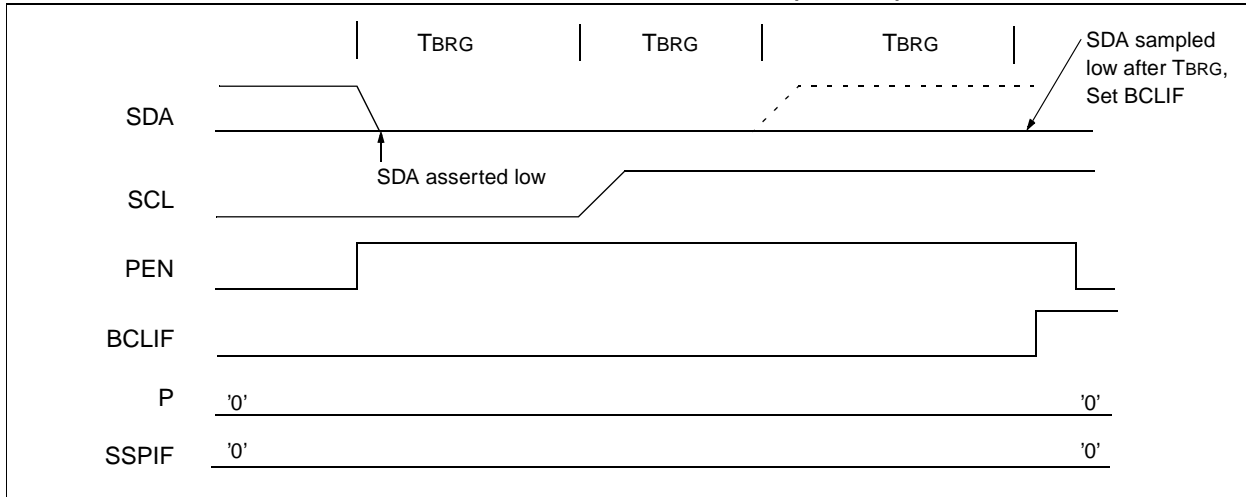 TBRG TBRG TBRG
SDA sampled
low after TBRG,
Set BCLIF
SDA
SDA asserted low
SCL
PEN
BCLIF
P '0' '0'
SSPIF '0' '0'